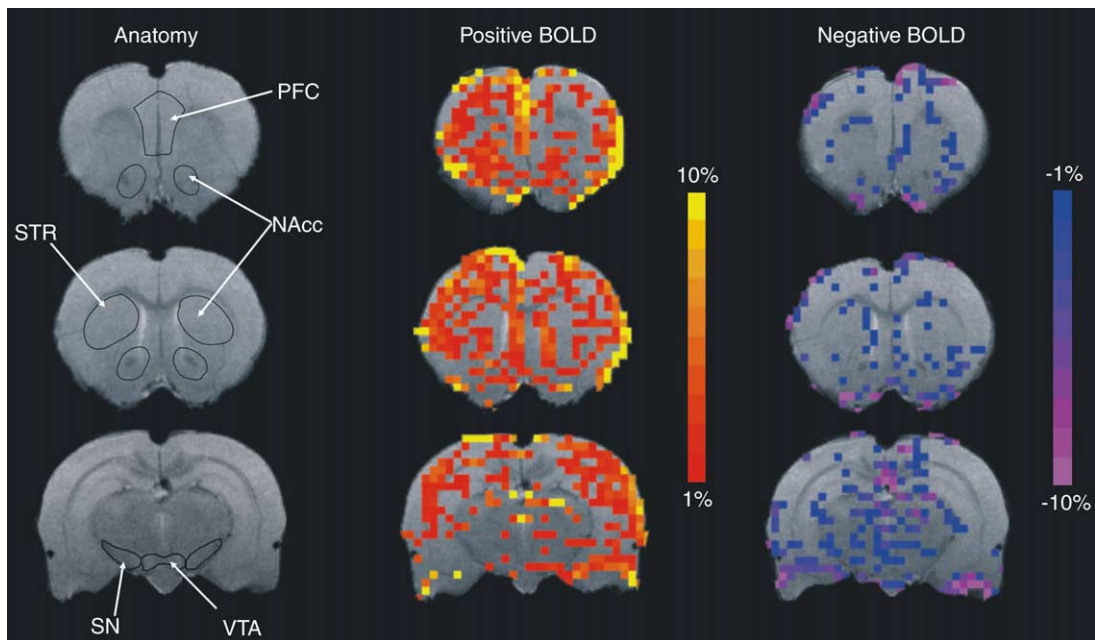 Anatomy
Positive BOLD
Negative BOLD
PFC
NAcc
STR
SN
VTA
10%
1%
-1%
-10%